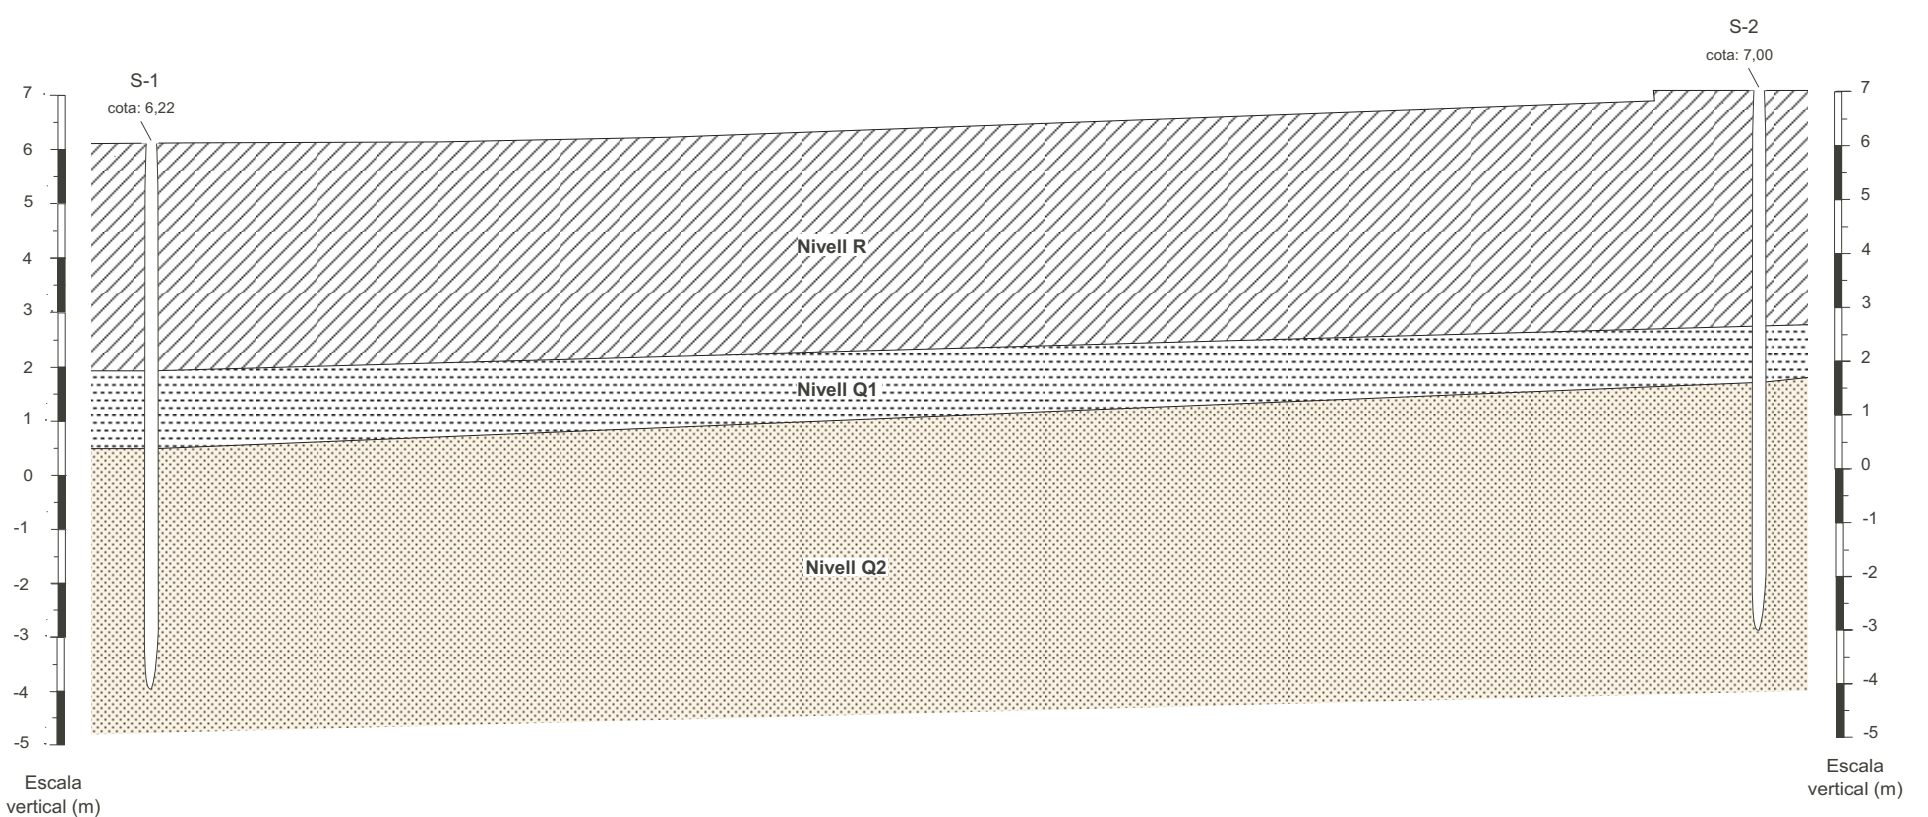 S-2
cota: 7,00
S-1
cota: 6,22
7
6
5
4
3
2
1
0
-1
-2
-3
-4
-5
Escala
vertical (m)
Nivell R
Nivell Q1
Nivell Q2
7
6
5
4
3
2
1
0
-1
-2
-3
-4
-5
Escala
vertical (m)